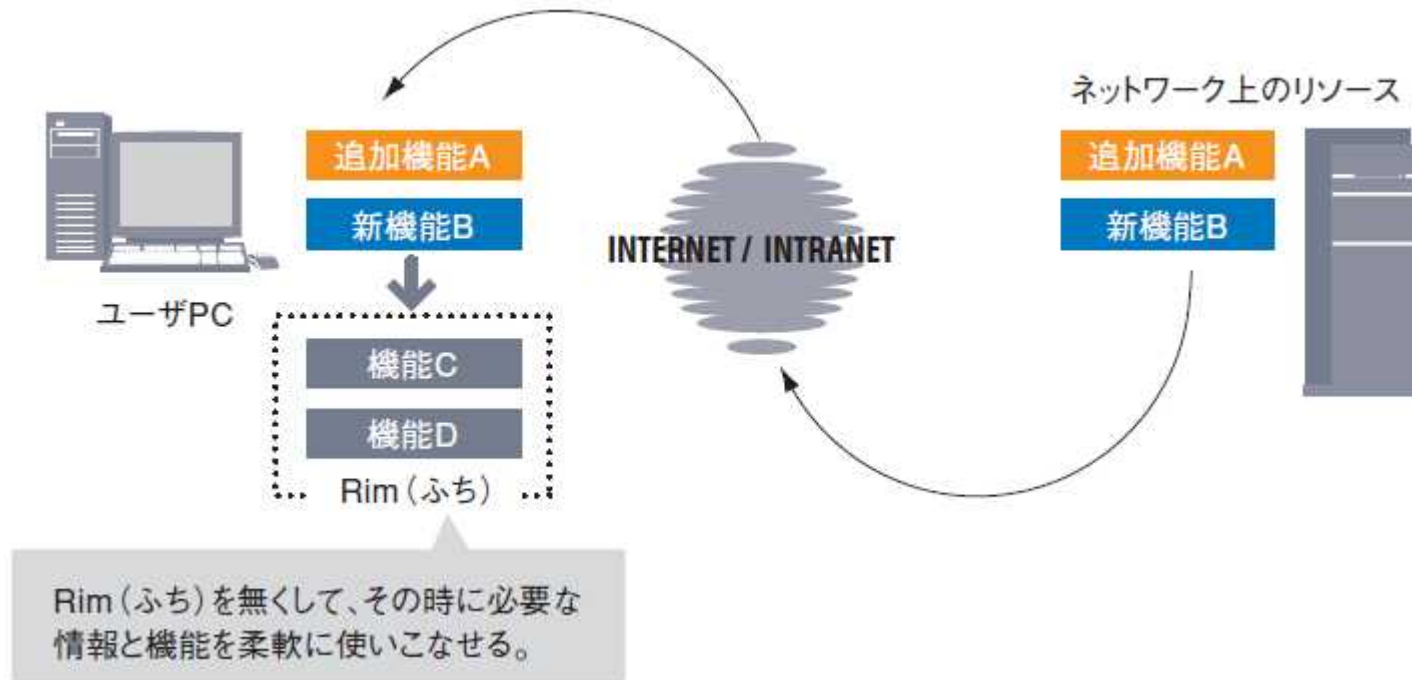 ネットワーク上のリソース
追加機能A
追加機能A
新機能B
新機能B
INTERNET / INTRANET
ユーザPC
機能C
機能D
Rim（ふち）
Rim（ふち）を無くして、その時に必要な
情報と機能を柔軟に使いこなせる。